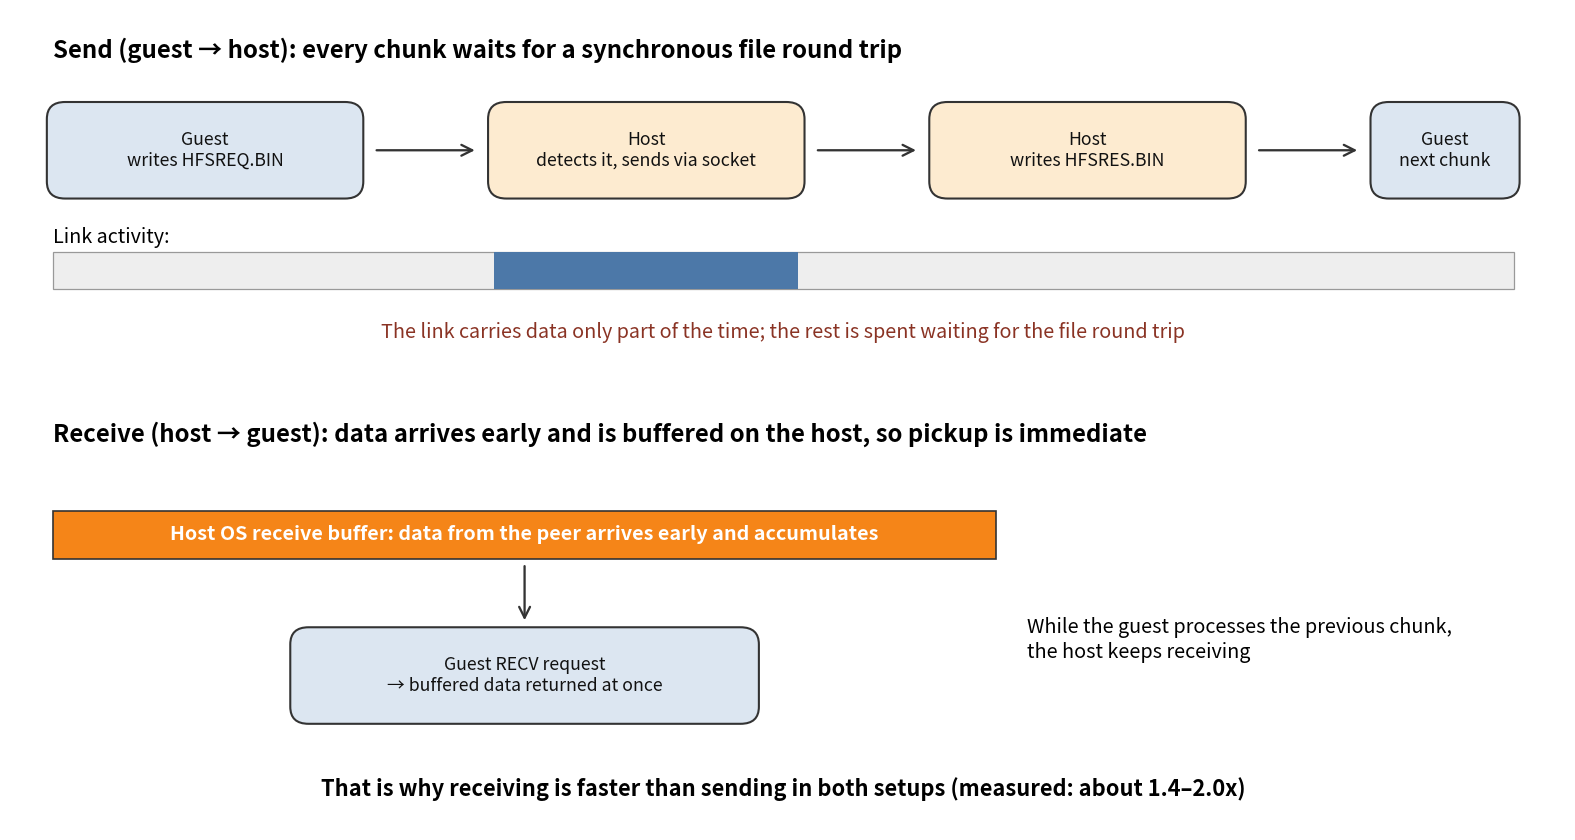 Send (guest → host): every chunk waits for a synchronous file round trip
Guest
writes HFSREQ.BIN
Host
detects it, sends via socket
Host
writes HFSRES.BIN
Guest
next chunk
Link activity:
The link carries data only part of the time; the rest is spent waiting for the file round trip
Receive (host → guest): data arrives early and is buffered on the host, so pickup is immediate
Host OS receive buffer: data from the peer arrives early and accumulates
Guest RECV request
→ buffered data returned at once
While the guest processes the previous chunk,
the host keeps receiving
That is why receiving is faster than sending in both setups (measured: about 1.4–2.0x)